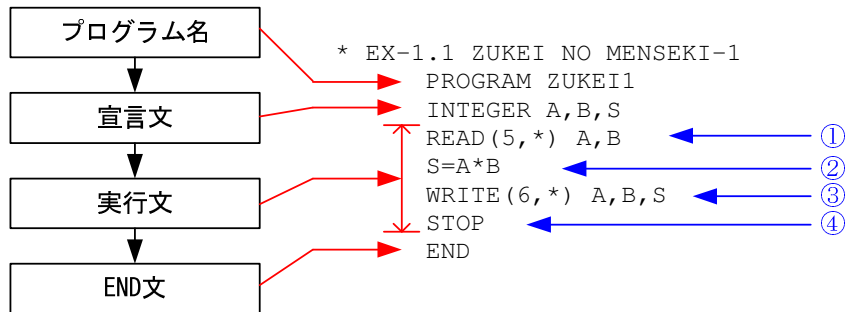 プログラム名
宣言文
実行文
END文
* EX-1.1 ZUKEI NO MENSEKI-1
PROGRAM ZUKEI1
INTEGER A,B,S
READ(5,*) A,B ①
S=A*B ②
WRITE(6,*) A,B,S ③
STOP ④
END